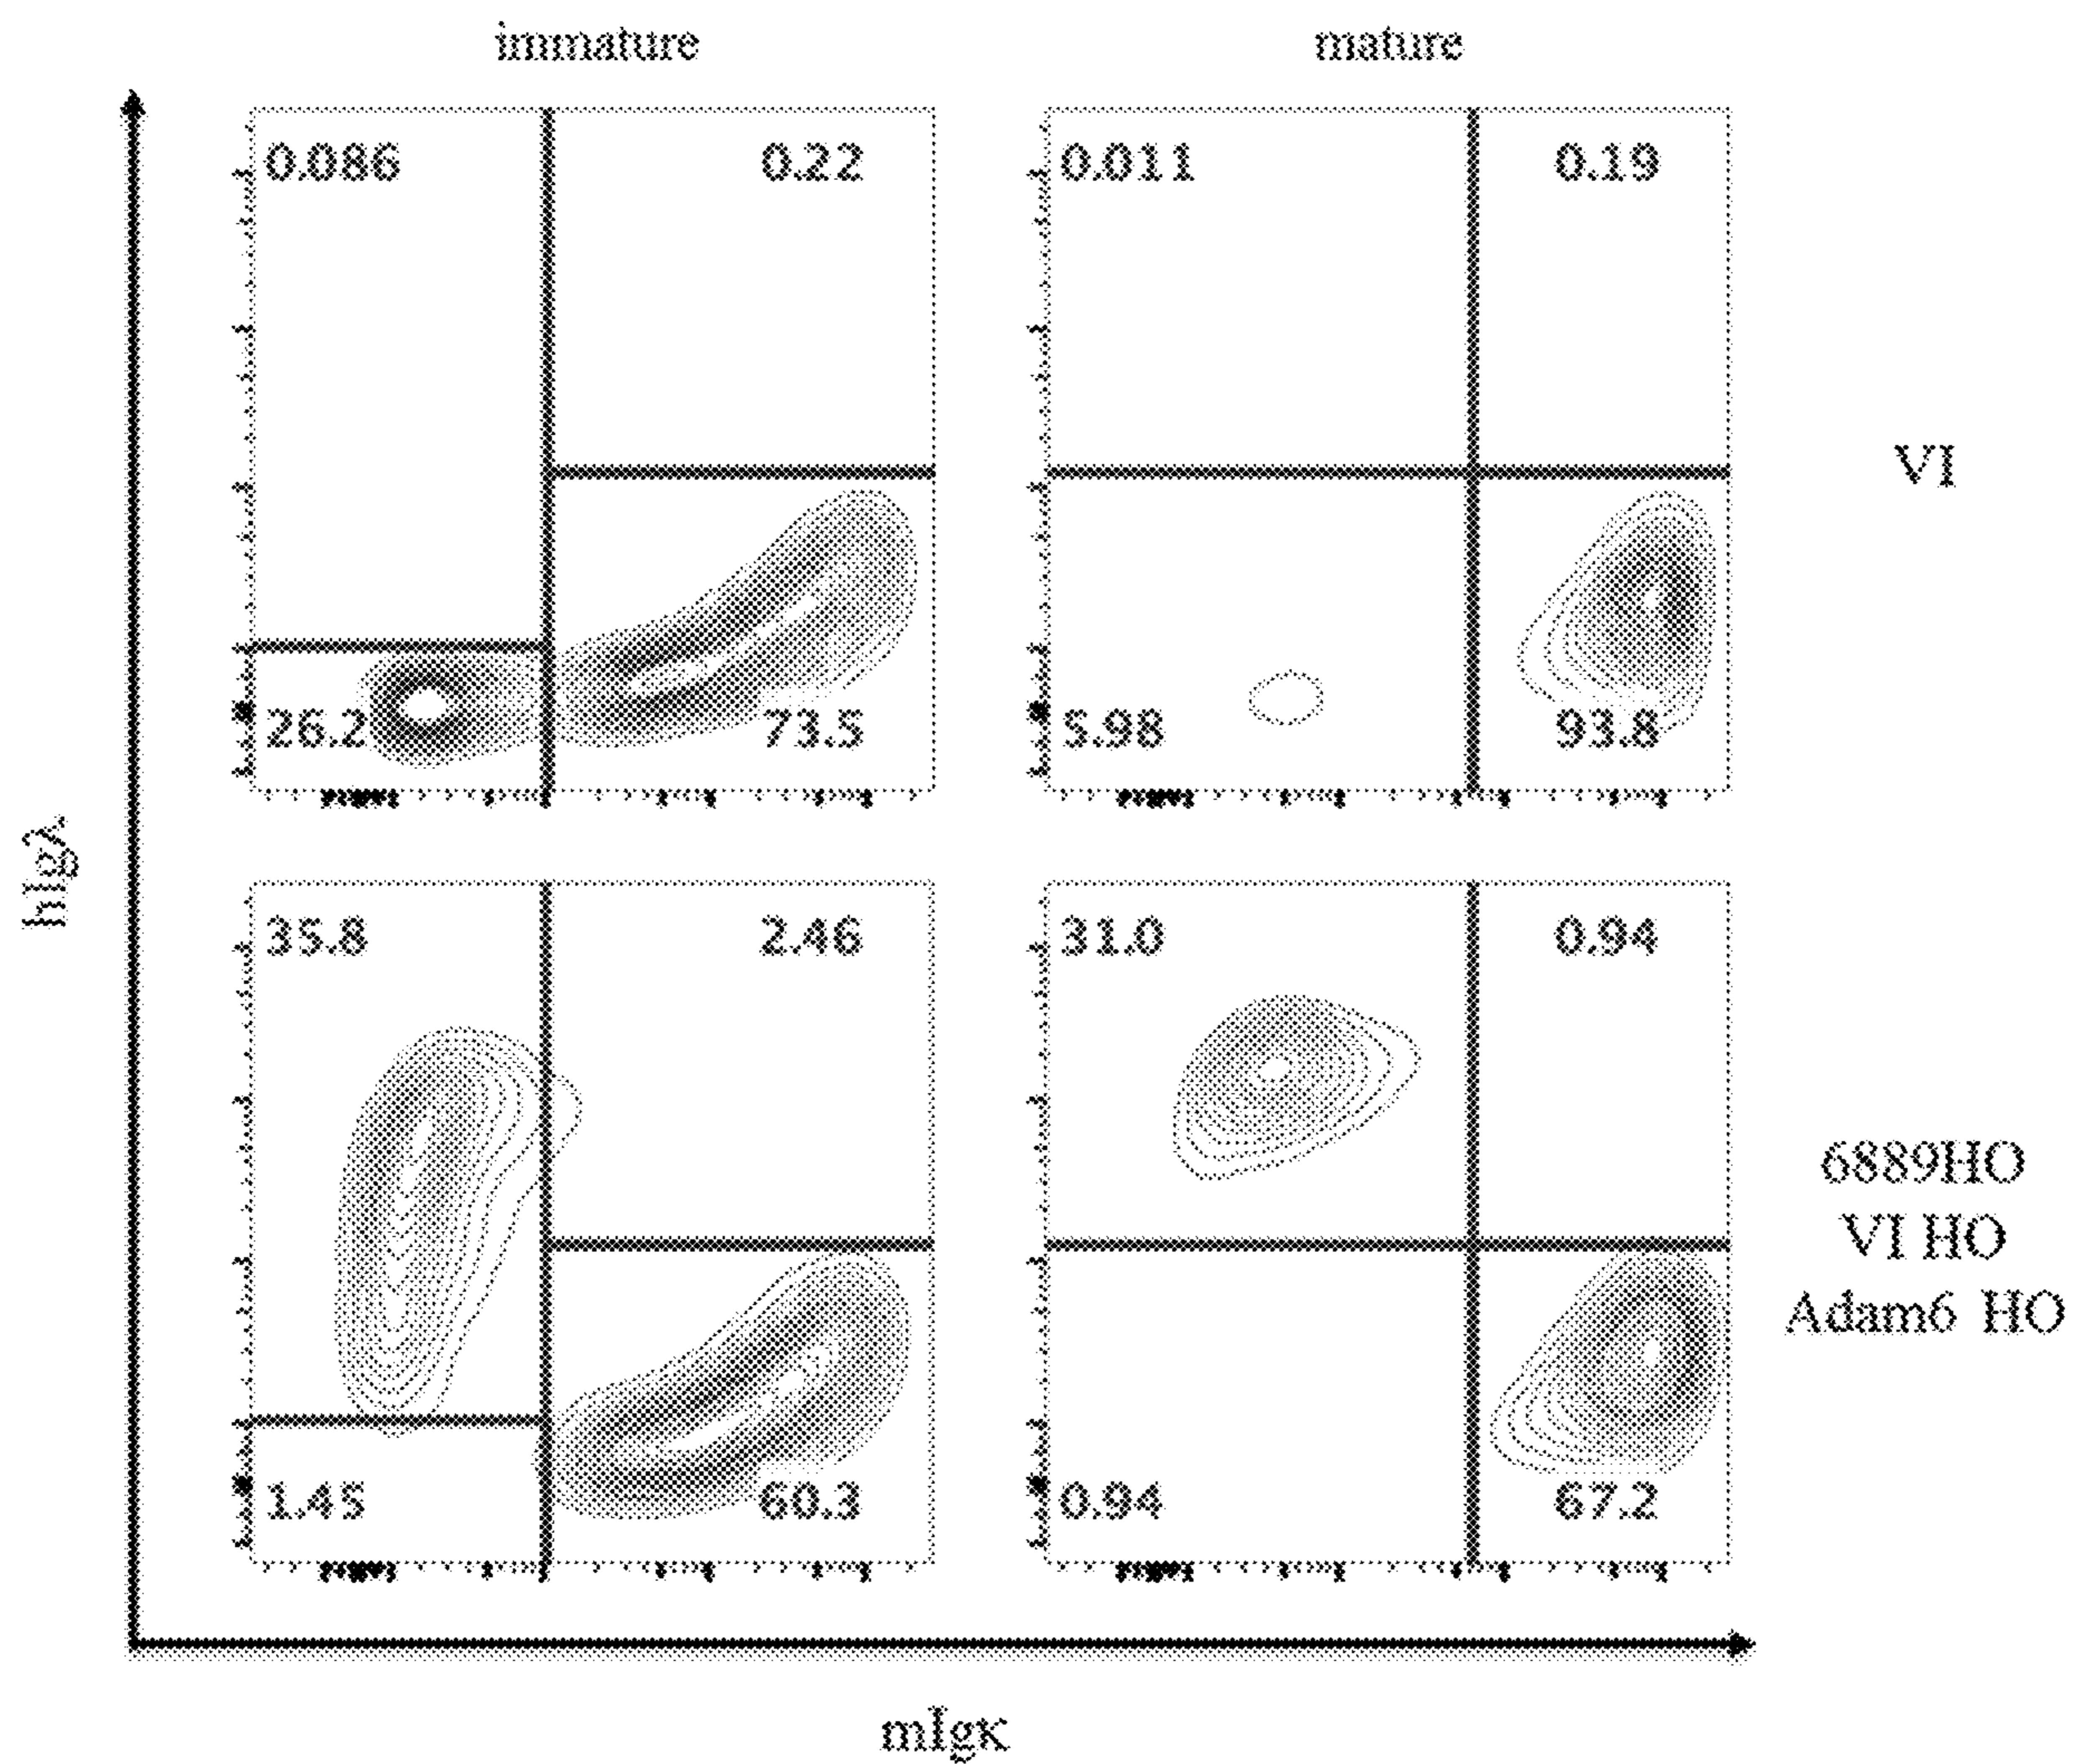 immature
mature
0.086
0.22
0.011
0.19
VI
26.2
73.5
5.98
93.8
hIgλ
35.8
2.46
31.0
0.94
6889HO
VI HO
Adam6 HO
1.45
60.3
0.94
67.2
mIgκ